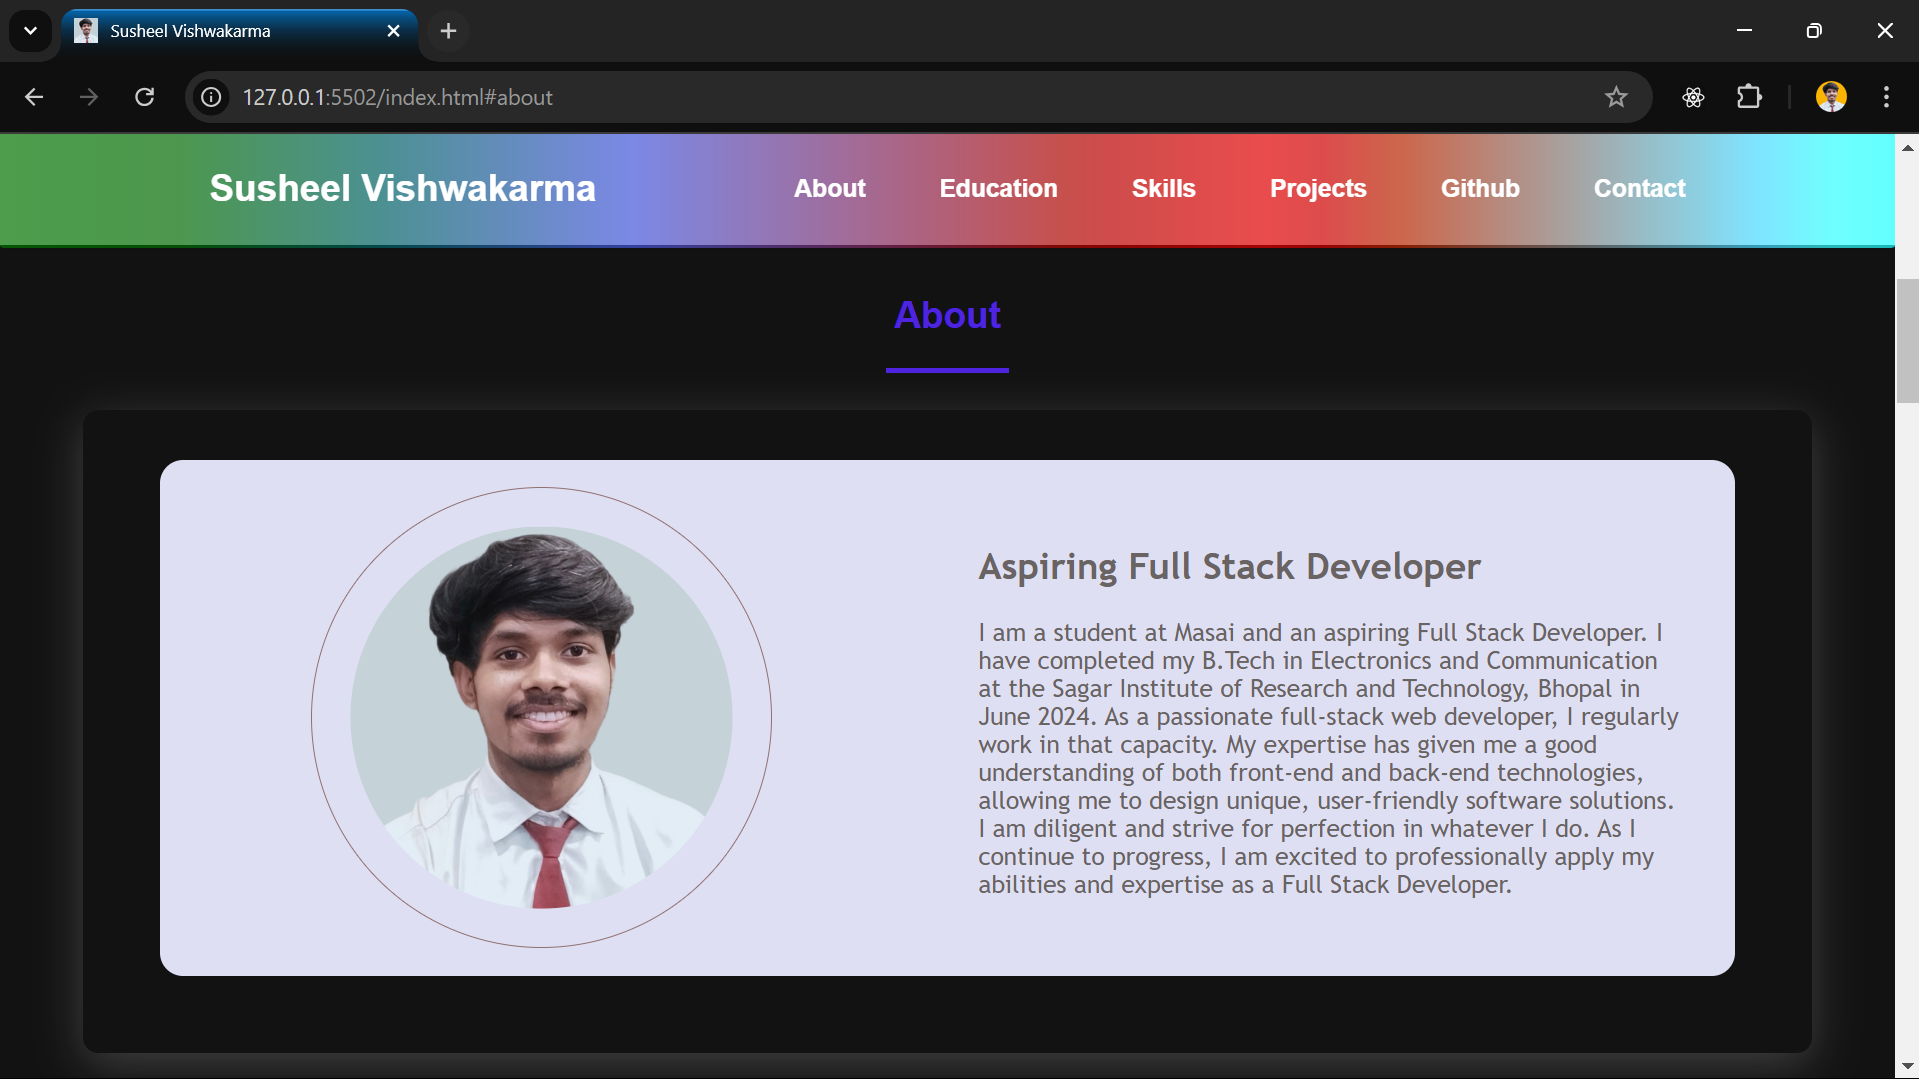 Susheel Vishwakarma
127.0.0.1:5502/index.html#about
Susheel Vishwakarma
About
Education
Skills
Projects
Github
Contact
About
Aspiring Full Stack Developer
I am a student at Masai and an aspiring Full Stack Developer. I
have completed my B.Tech in Electronics and Communication
at the Sagar Institute of Research and Technology, Bhopal in
June 2024. As a passionate full-stack web developer, I regularly
work in that capacity. My expertise has given me a good
understanding of both front-end and back-end technologies,
allowing me to design unique, user-friendly software solutions.
I am diligent and strive for perfection in whatever I do. As I
continue to progress, I am excited to professionally apply my
abilities and expertise as a Full Stack Developer.